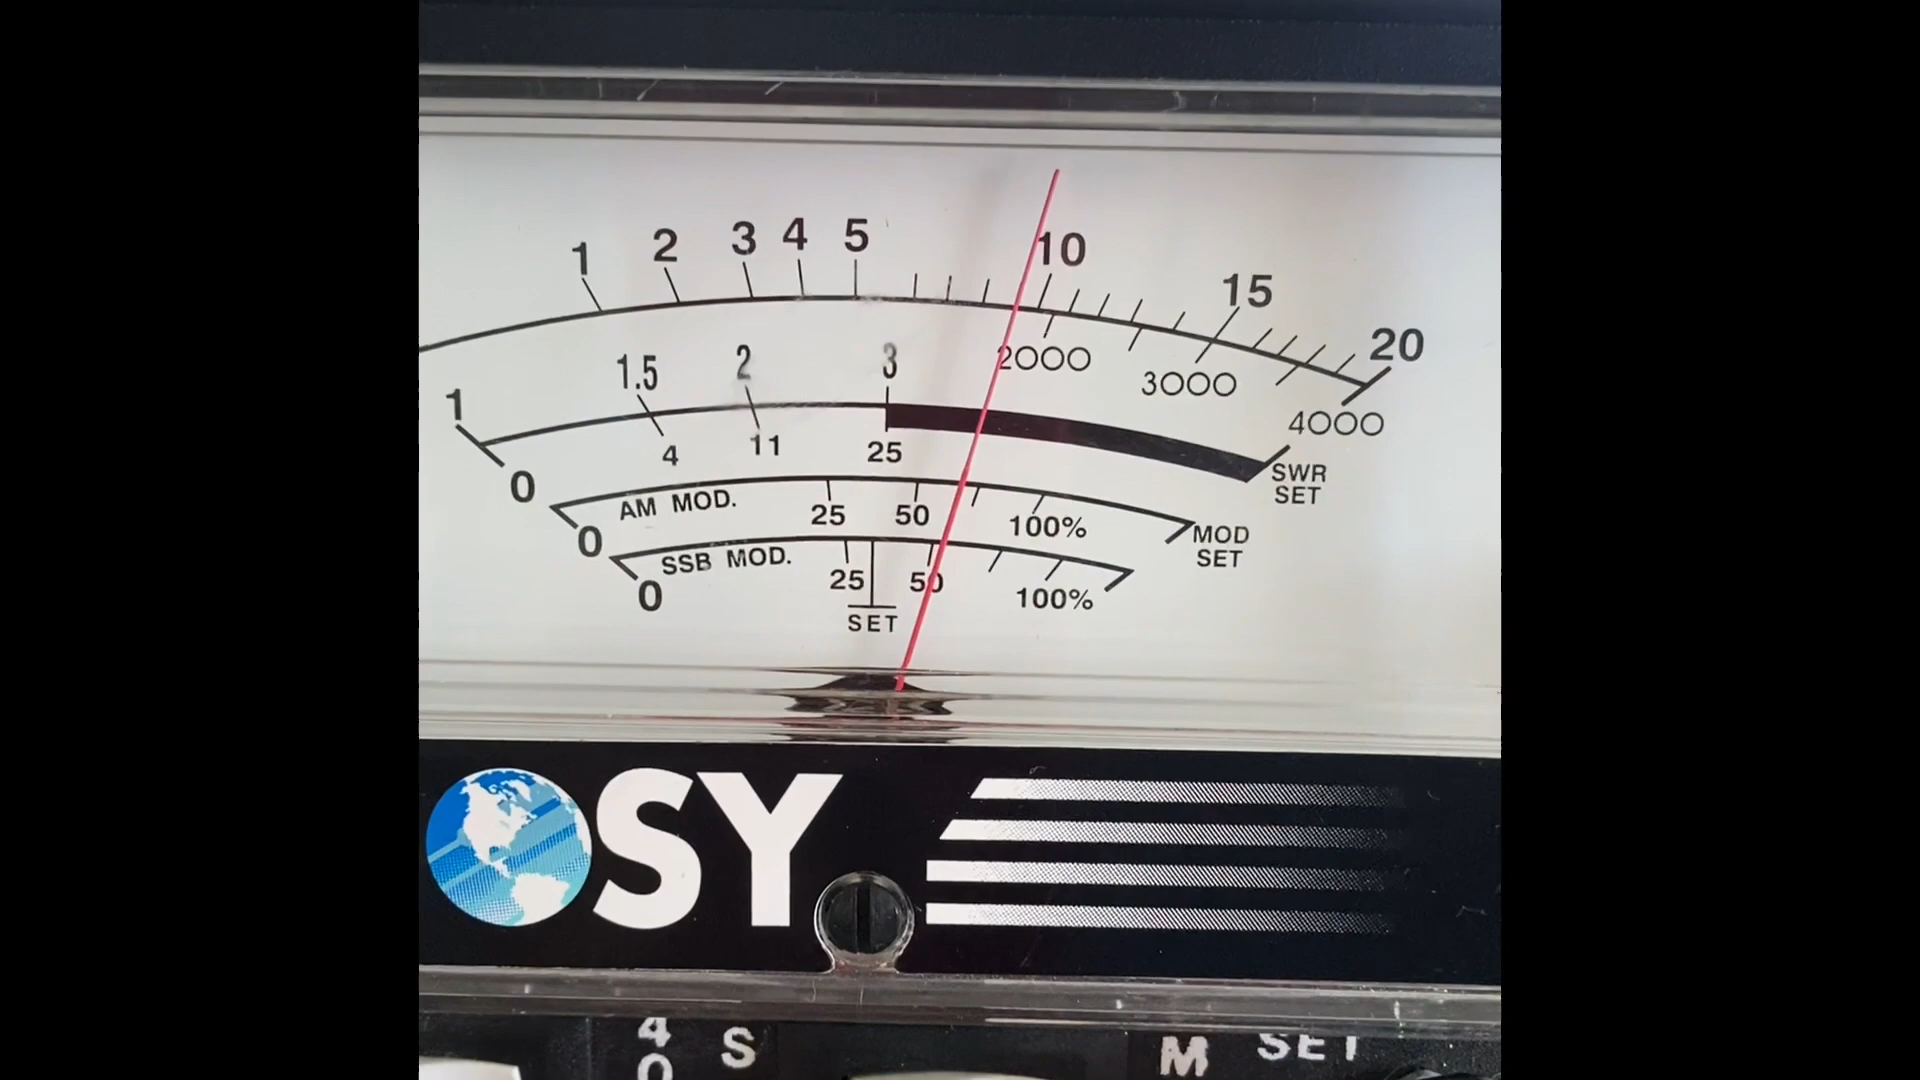 1 2 3 4 5 10 15 20
2000 3000 4000
1 1.5 2 3 SWR SET
0 4 11 25
AM MOD. MOD SET
0 25 50 100%
SSB MOD.
0 25 SET 50 100%
SY
40 S M SET